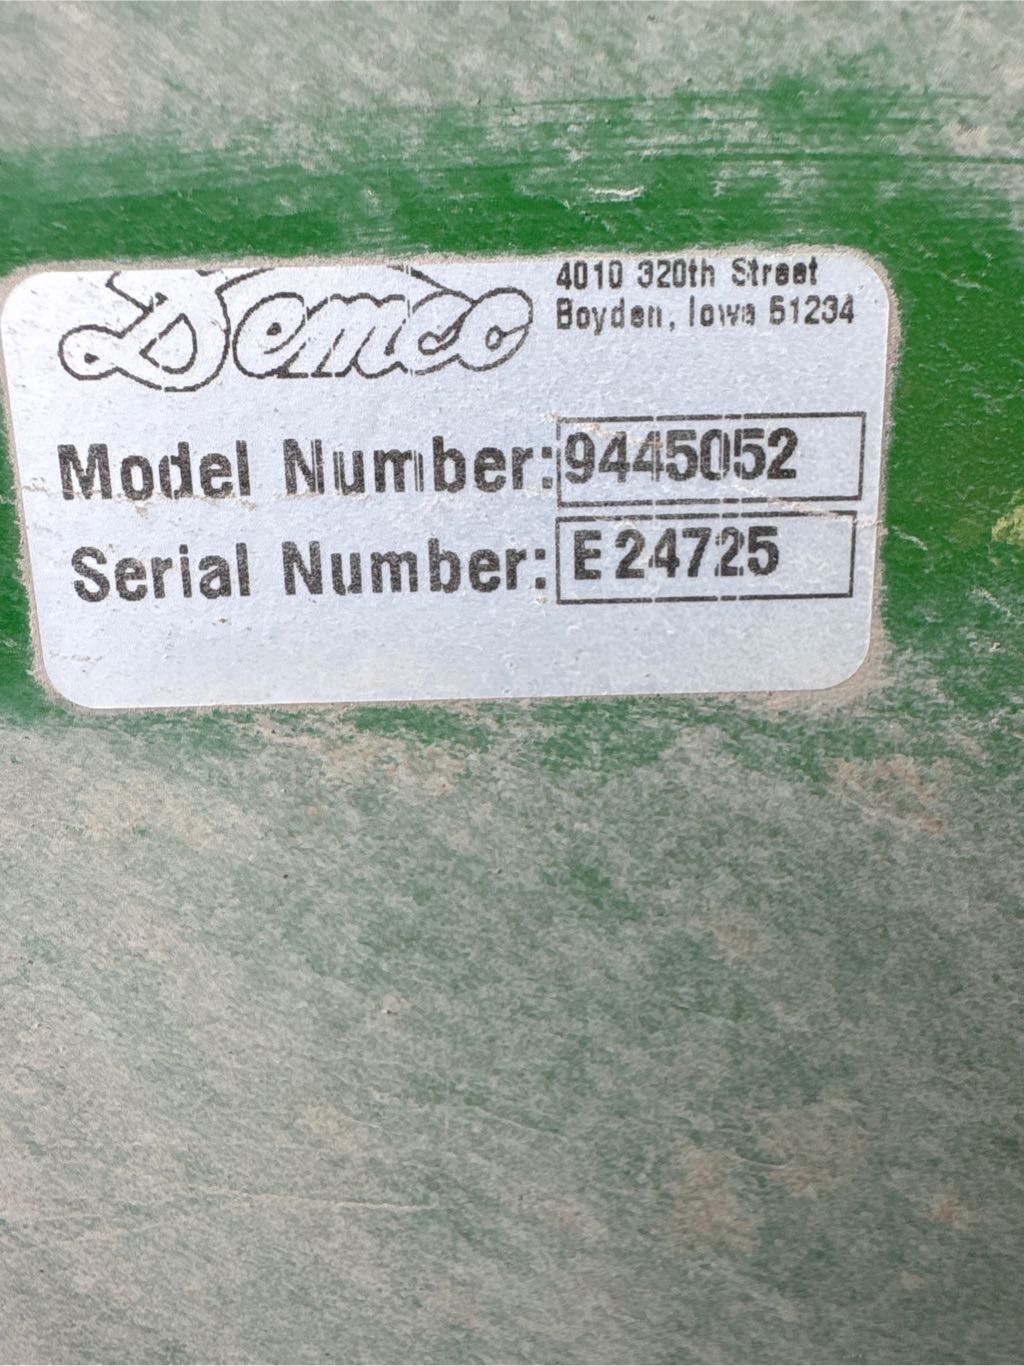 Demco
4010 320th Street
Boyden, Iowa 51234
Model Number: 9445052
Serial Number: E24725